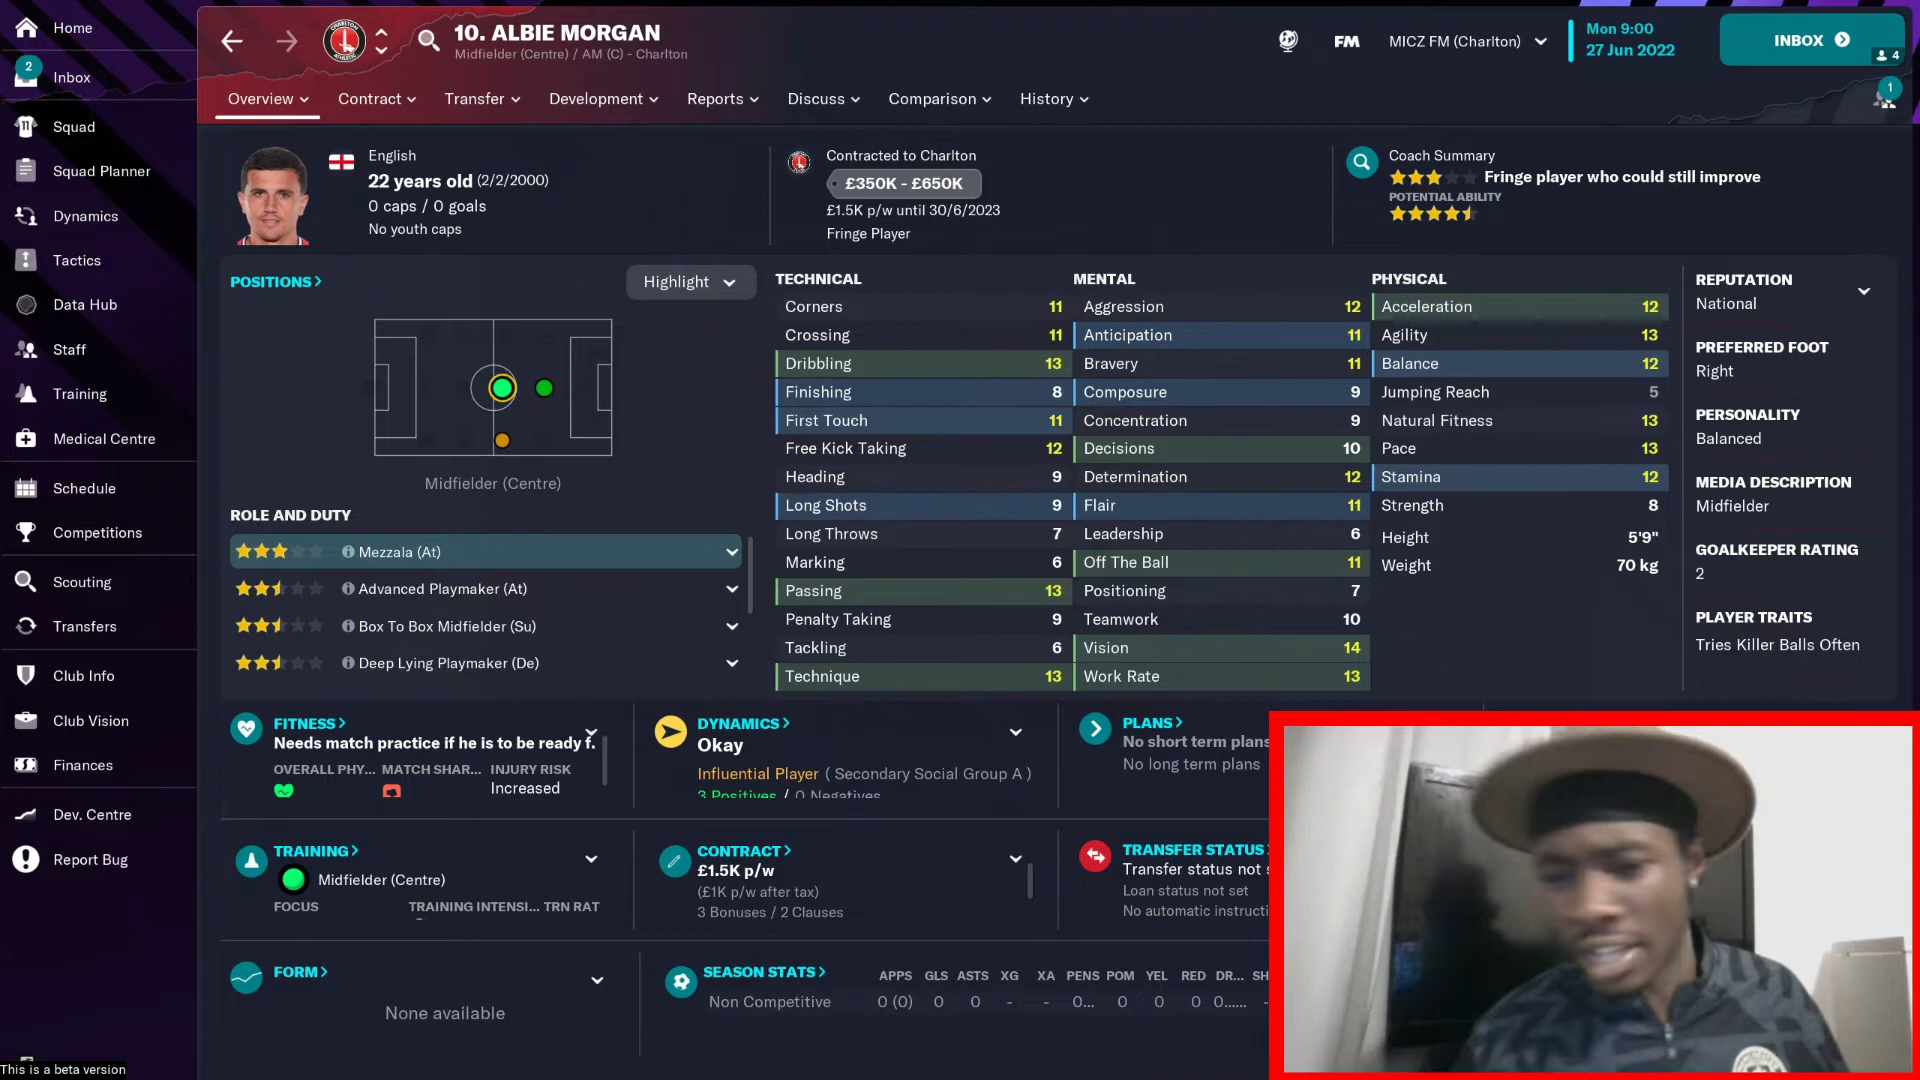 Home
2
Inbox
Squad
Squad Planner
Dynamics
Tactics
Data Hub
Staff
Training
Medical Centre
Schedule
Competitions
Scouting
Transfers
Club Info
Club Vision
Finances
Dev. Centre
Report Bug
This is a beta version
10. ALBIE MORGAN
Midfielder (Centre) / AM (C) - Charlton
FM
MICZ FM (Charlton)
Mon 9:00
27 Jun 2022
INBOX
4
Overview
Contract
Transfer
Development
Reports
Discuss
Comparison
History
1
English
22 years old (2/2/2000)
0 caps / 0 goals
No youth caps
Contracted to Charlton
£350K - £650K
£1.5K p/w until 30/6/2023
Fringe Player
Coach Summary
Fringe player who could still improve
POTENTIAL ABILITY
POSITIONS
Highlight
Midfielder (Centre)
ROLE AND DUTY
Mezzala (At)
Advanced Playmaker (At)
Box To Box Midfielder (Su)
Deep Lying Playmaker (De)
TECHNICAL
Corners 11
Crossing 11
Dribbling 13
Finishing 8
First Touch 11
Free Kick Taking 12
Heading 9
Long Shots 9
Long Throws 7
Marking 6
Passing 13
Penalty Taking 9
Tackling 6
Technique 13
MENTAL
Aggression 12
Anticipation 11
Bravery 11
Composure 9
Concentration 9
Decisions 10
Determination 12
Flair 11
Leadership 6
Off The Ball 11
Positioning 7
Teamwork 10
Vision 14
Work Rate 13
PHYSICAL
Acceleration 12
Agility 13
Balance 12
Jumping Reach 5
Natural Fitness 13
Pace 13
Stamina 12
Strength 8
Height 5'9"
Weight 70 kg
REPUTATION
National
PREFERRED FOOT
Right
PERSONALITY
Balanced
MEDIA DESCRIPTION
Midfielder
GOALKEEPER RATING
2
PLAYER TRAITS
Tries Killer Balls Often
FITNESS
Needs match practice if he is to be ready f.
OVERALL PHY... MATCH SHAR... INJURY RISK
Increased
DYNAMICS
Okay
Influential Player ( Secondary Social Group A )
3 Positives / 0 Negatives
PLANS
No short term plans
No long term plans
TRAINING
Midfielder (Centre)
FOCUS TRAINING INTENSI... TRN RAT
CONTRACT
£1.5K p/w
(£1K p/w after tax)
3 Bonuses / 2 Clauses
TRANSFER STATUS
Transfer status not s
Loan status not set
No automatic instructi
FORM
None available
SEASON STATS
APPS GLS ASTS XG XA PENS POM YEL RED DR... SH
Non Competitive 0 (0) 0 0 - - 0... 0 0 0 0...... -